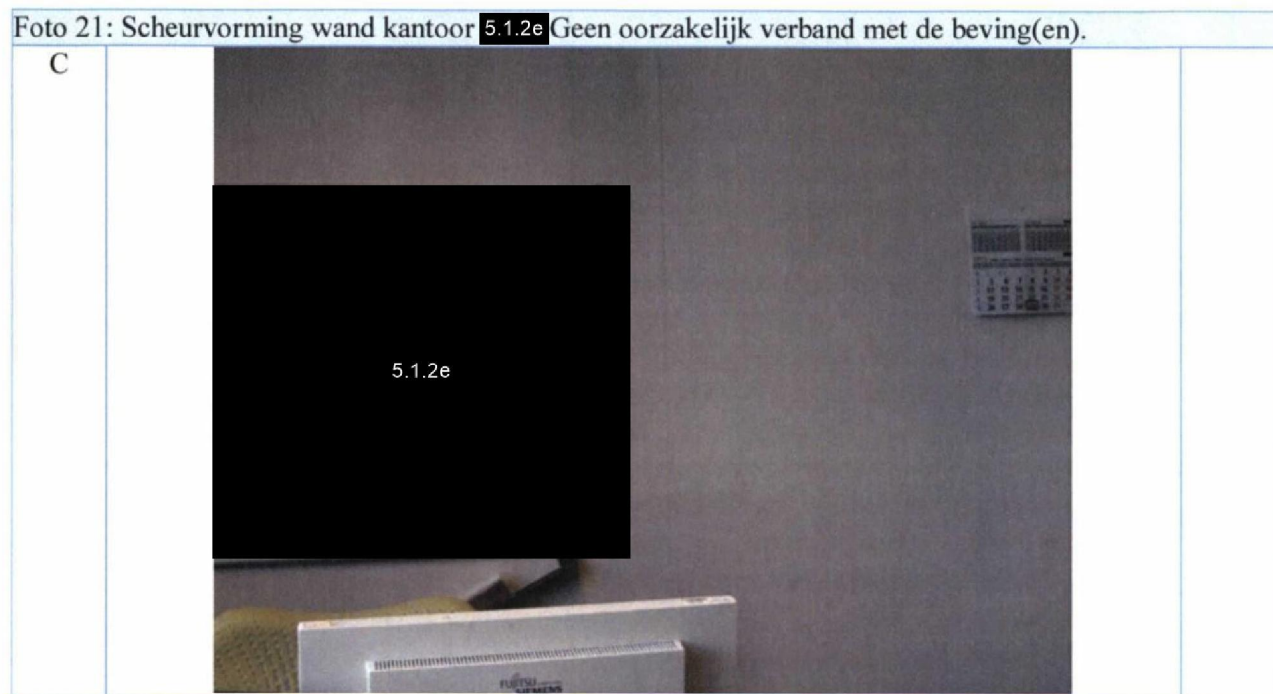 Foto 21: Scheurvorming wand kantoor 5.1.2e Geen oorzakelijk verband met de beving(en).
C
5.1.2e
FUJITSU
SIEMENS